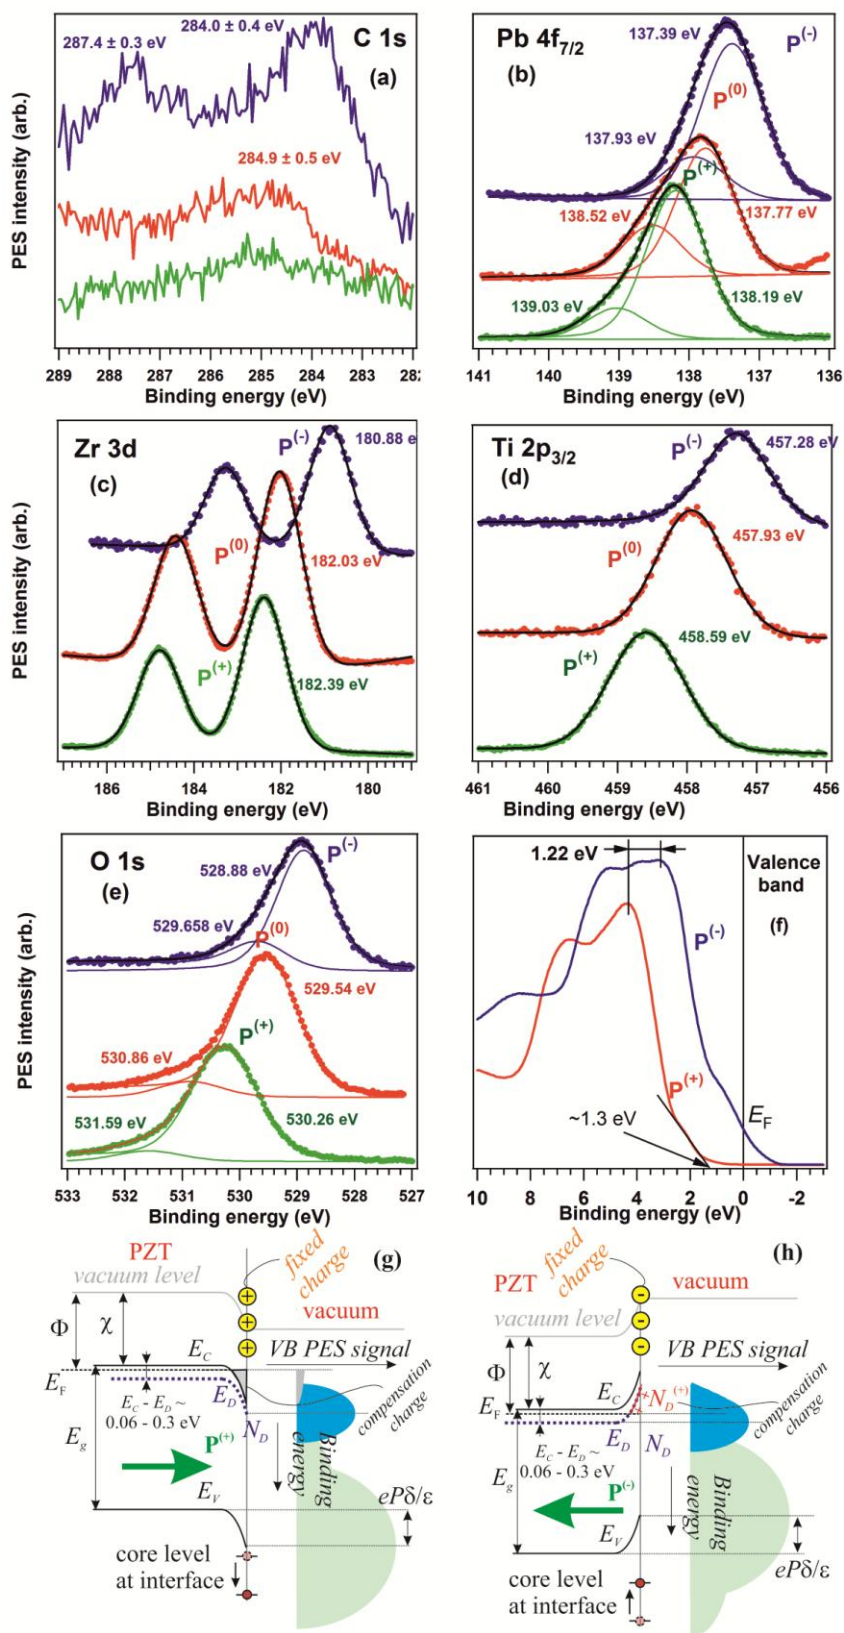 287.4 ± 0.3 eV
284.0 ± 0.4 eV
C 1s
(a)
284.9 ± 0.5 eV
PES intensity (arb.)
289 288 287 286 285 284 283 282
Binding energy (eV)
Pb 4f7/2
(b)
137.39 eV
P(-)
P(0)
137.93 eV
P(+)
138.52 eV
137.77 eV
139.03 eV
138.19 eV
141 140 139 138 137 136
Binding energy (eV)
Zr 3d
(c)
P(-)
180.88 e
P(0)
182.03 eV
P(+)
182.39 eV
PES intensity (arb.)
186 184 182 180
Binding energy (eV)
Ti 2p3/2
(d)
P(-)
457.28 eV
P(0)
457.93 eV
P(+)
458.59 eV
461 460 459 458 457 456
Binding energy (eV)
O 1s
(e)
P(-)
528.88 eV
529.658 eV
P(0)
529.54 eV
P(+)
530.86 eV
531.59 eV
530.26 eV
PES intensity (arb.)
533 532 531 530 529 528 527
Binding energy (eV)
1.22 eV
Valence
band
(f)
P(-)
P(+)
~1.3 eV
EF
10 8 6 4 2 0 -2
Binding energy (eV)
(g)
PZT
vacuum level
fixed
charge
+
+
+
vacuum
Φ
χ
EC
VB PES signal
EF
ED
EC - ED ~
0.06 - 0.3 eV
ND
compensation
charge
Eg
P(+)
Binding
energy
EV
ePδ/ε
core level
at interface
(h)
PZT
fixed
charge
-
-
-
vacuum
vacuum level
Φ
χ
VB PES signal
EC
ND(+)
EF
EC - ED ~
0.06 - 0.3 eV
ED
ND
compensation
charge
Eg
P(-)
Binding
energy
EV
ePδ/ε
core level
at interface